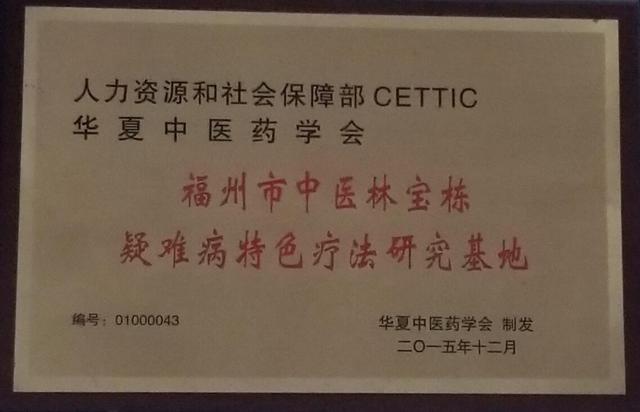 人力资源和社会保障部 CETTIC
华夏中医药学会
福州市中医林宝栋
疑难病特色疗法研究基地
编号：01000043
华夏中医药学会 制发
二〇一五年十二月